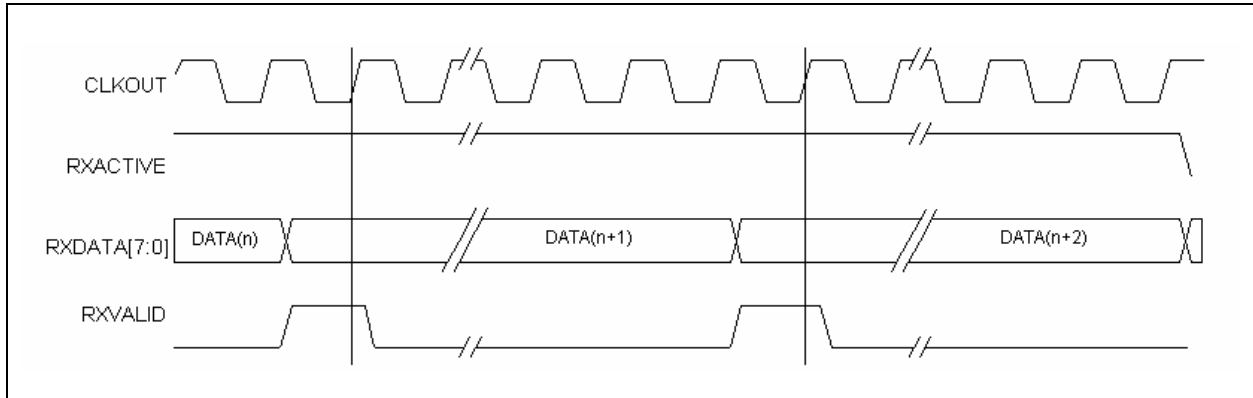 CLKOUT
RXACTIVE
RXDATA[7:0]
DATA(n)
DATA(n+1)
DATA(n+2)
RXVALID